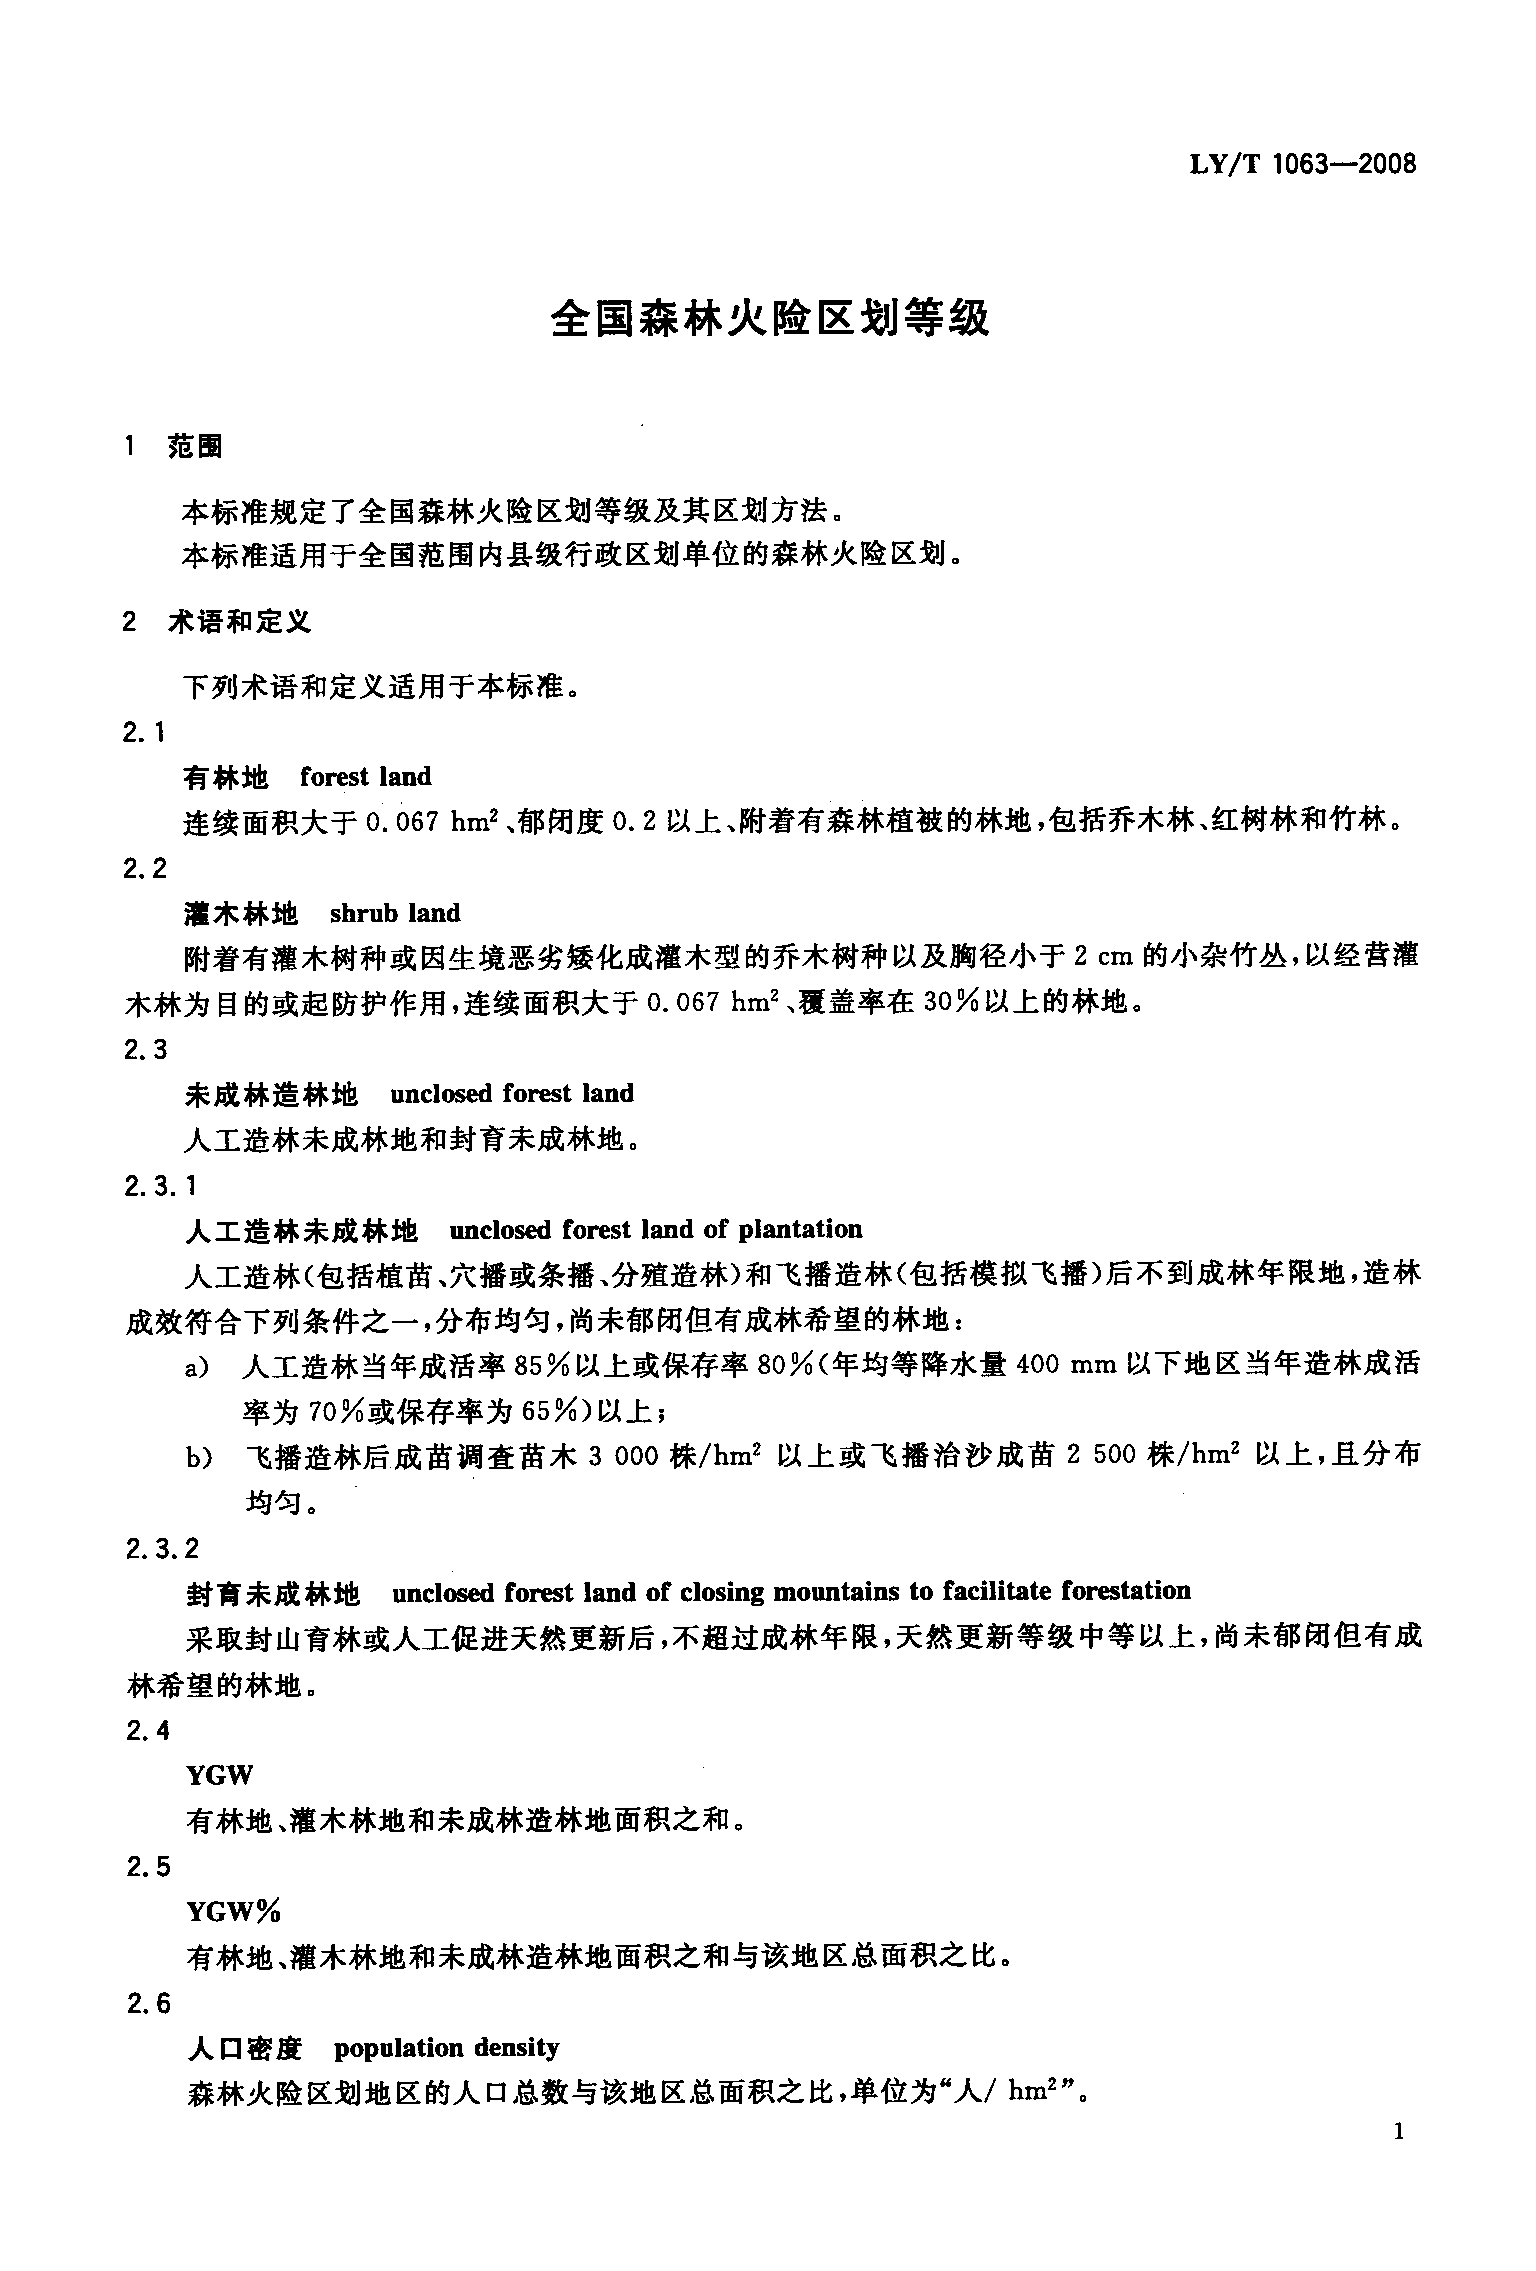 LY/T 1063—2008
全国森林火险区划等级
1 范围
本标准规定了全国森林火险区划等级及其区划方法。
本标准适用于全国范围内县级行政区划单位的森林火险区划。
2 术语和定义
下列术语和定义适用于本标准。
2.1
有林地 forest land
连续面积大于0.067 hm²、郁闭度0.2以上、附着有森林植被的林地,包括乔木林、红树林和竹林。
2.2
灌木林地 shrub land
附着有灌木树种或因生境恶劣矮化成灌木型的乔木树种以及胸径小于2 cm的小杂竹丛,以经营灌
木林为目的或起防护作用,连续面积大于0.067 hm²、覆盖率在30%以上的林地。
2.3
未成林造林地 unclosed forest land
人工造林未成林地和封育未成林地。
2.3.1
人工造林未成林地 unclosed forest land of plantation
人工造林(包括植苗、穴播或条播、分殖造林)和飞播造林(包括模拟飞播)后不到成林年限地,造林
成效符合下列条件之一,分布均匀,尚未郁闭但有成林希望的林地:
a) 人工造林当年成活率85%以上或保存率80%(年均等降水量400 mm以下地区当年造林成活
率为70%或保存率为65%)以上;
b) 飞播造林后成苗调查苗木3 000株/hm²以上或飞播治沙成苗2 500株/hm²以上,且分布
均匀。
2.3.2
封育未成林地 unclosed forest land of closing mountains to facilitate forestation
采取封山育林或人工促进天然更新后,不超过成林年限,天然更新等级中等以上,尚未郁闭但有成
林希望的林地。
2.4
YGW
有林地、灌木林地和未成林造林地面积之和。
2.5
YGW%
有林地、灌木林地和未成林造林地面积之和与该地区总面积之比。
2.6
人口密度 population density
森林火险区划地区的人口总数与该地区总面积之比,单位为“人/ hm²”。
1